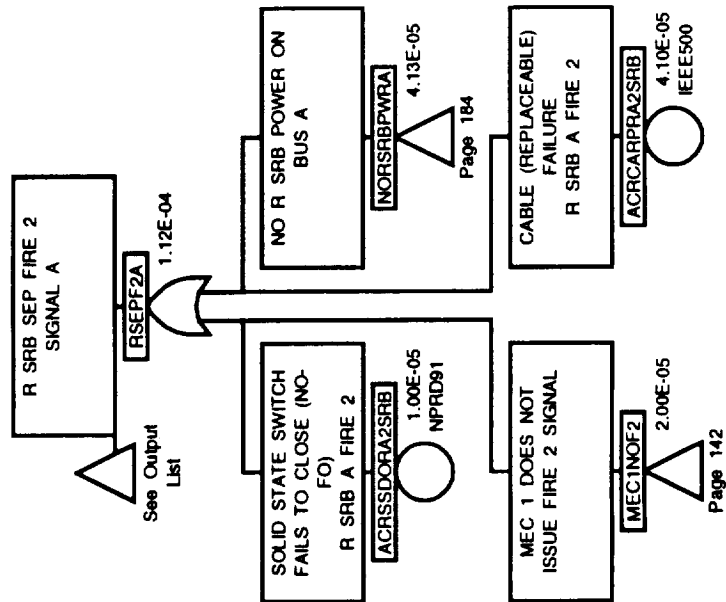 R SRB SEP FIRE 2
SIGNAL A
RSEPF2A
1.12E-04
See Output
List
SOLID STATE SWITCH
FAILS TO CLOSE (NO-
FO)
R SRB A FIRE 2
ACRSSDORA2SRB
1.00E-05
NPRD91
NO R SRB POWER ON
BUS A
NORSRBPWRA
4.13E-05
Page 184
MEC 1 DOES NOT
ISSUE FIRE 2 SIGNAL
MEC1NOF2
2.00E-05
Page 142
CABLE (REPLACEABLE)
FAILURE
R SRB A FIRE 2
ACRCARPRA2SRB
4.10E-05
IEEE500